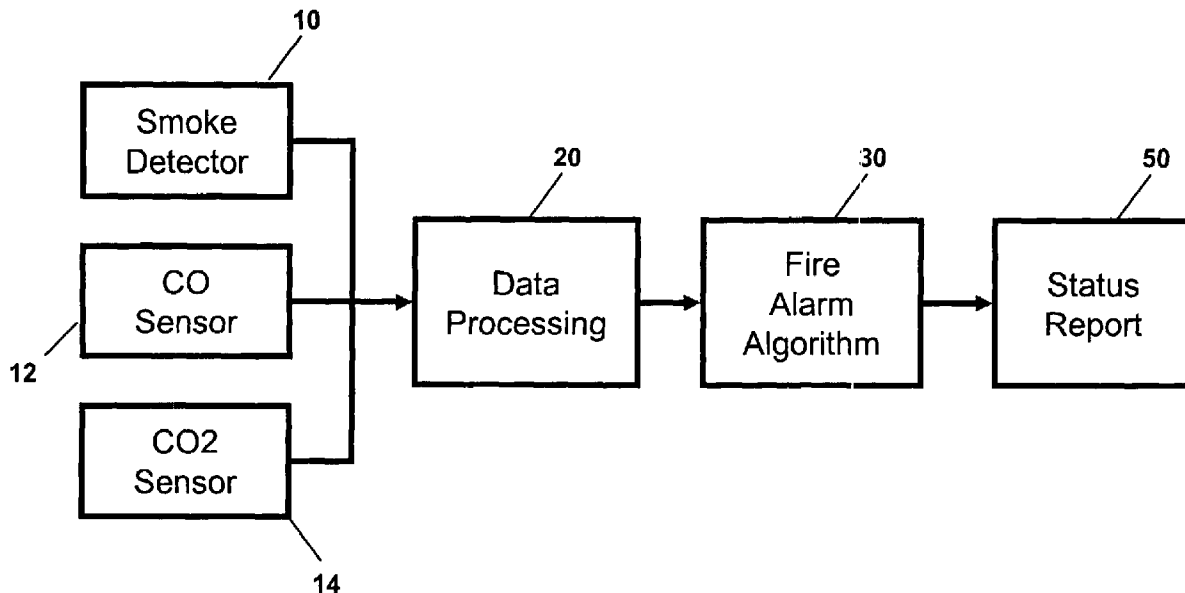 10
Smoke
Detector
CO
Sensor
12
CO2
Sensor
14
20
Data
Processing
30
Fire
Alarm
Algorithm
50
Status
Report